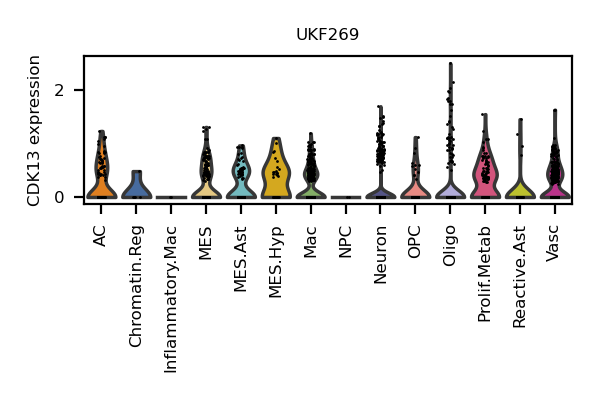 UKF269
CDK13 expression
2
0
AC
Chromatin.Reg
Inflammatory.Mac
MES
MES.Ast
MES.Hyp
Mac
NPC
Neuron
OPC
Oligo
Prolif.Metab
Reactive.Ast
Vasc